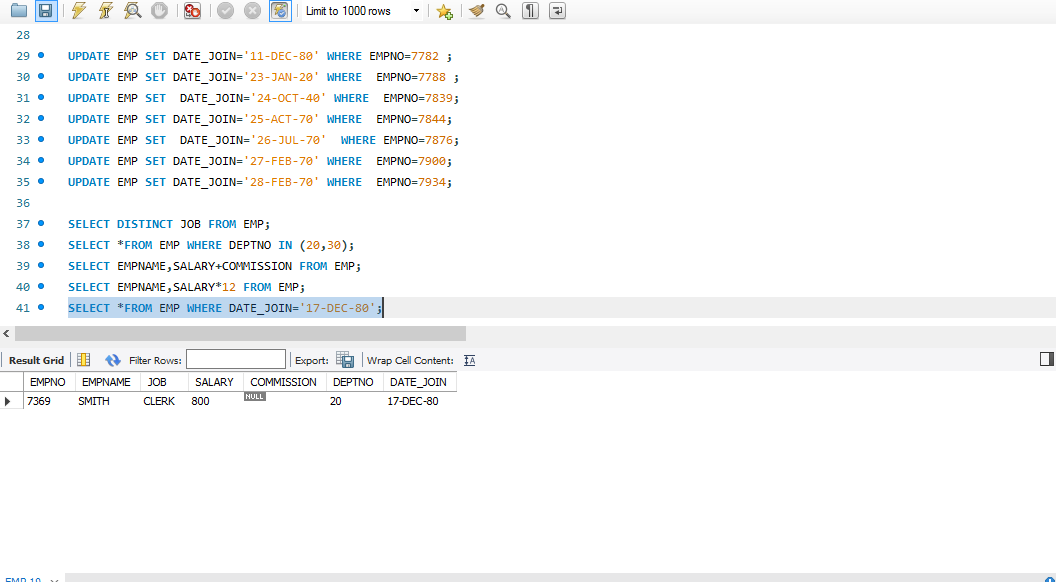 Limit to 1000 rows
28
29 UPDATE EMP SET DATE_JOIN='11-DEC-80' WHERE EMPNO=7782 ;
30 UPDATE EMP SET DATE_JOIN='23-JAN-20' WHERE  EMPNO=7788 ;
31 UPDATE EMP SET  DATE_JOIN='24-OCT-40' WHERE  EMPNO=7839;
32 UPDATE EMP SET DATE_JOIN='25-ACT-70' WHERE  EMPNO=7844;
33 UPDATE EMP SET  DATE_JOIN='26-JUL-70'  WHERE EMPNO=7876;
34 UPDATE EMP SET DATE_JOIN='27-FEB-70' WHERE  EMPNO=7900;
35 UPDATE EMP SET DATE_JOIN='28-FEB-70' WHERE  EMPNO=7934;
36
37 SELECT DISTINCT JOB FROM EMP;
38 SELECT *FROM EMP WHERE DEPTNO IN (20,30);
39 SELECT EMPNAME,SALARY+COMMISSION FROM EMP;
40 SELECT EMPNAME,SALARY*12 FROM EMP;
41 SELECT *FROM EMP WHERE DATE_JOIN='17-DEC-80';
Result Grid Filter Rows: Export: Wrap Cell Content:
EMPNO EMPNAME JOB SALARY COMMISSION DEPTNO DATE_JOIN
7369 SMITH CLERK 800 NULL 20 17-DEC-80